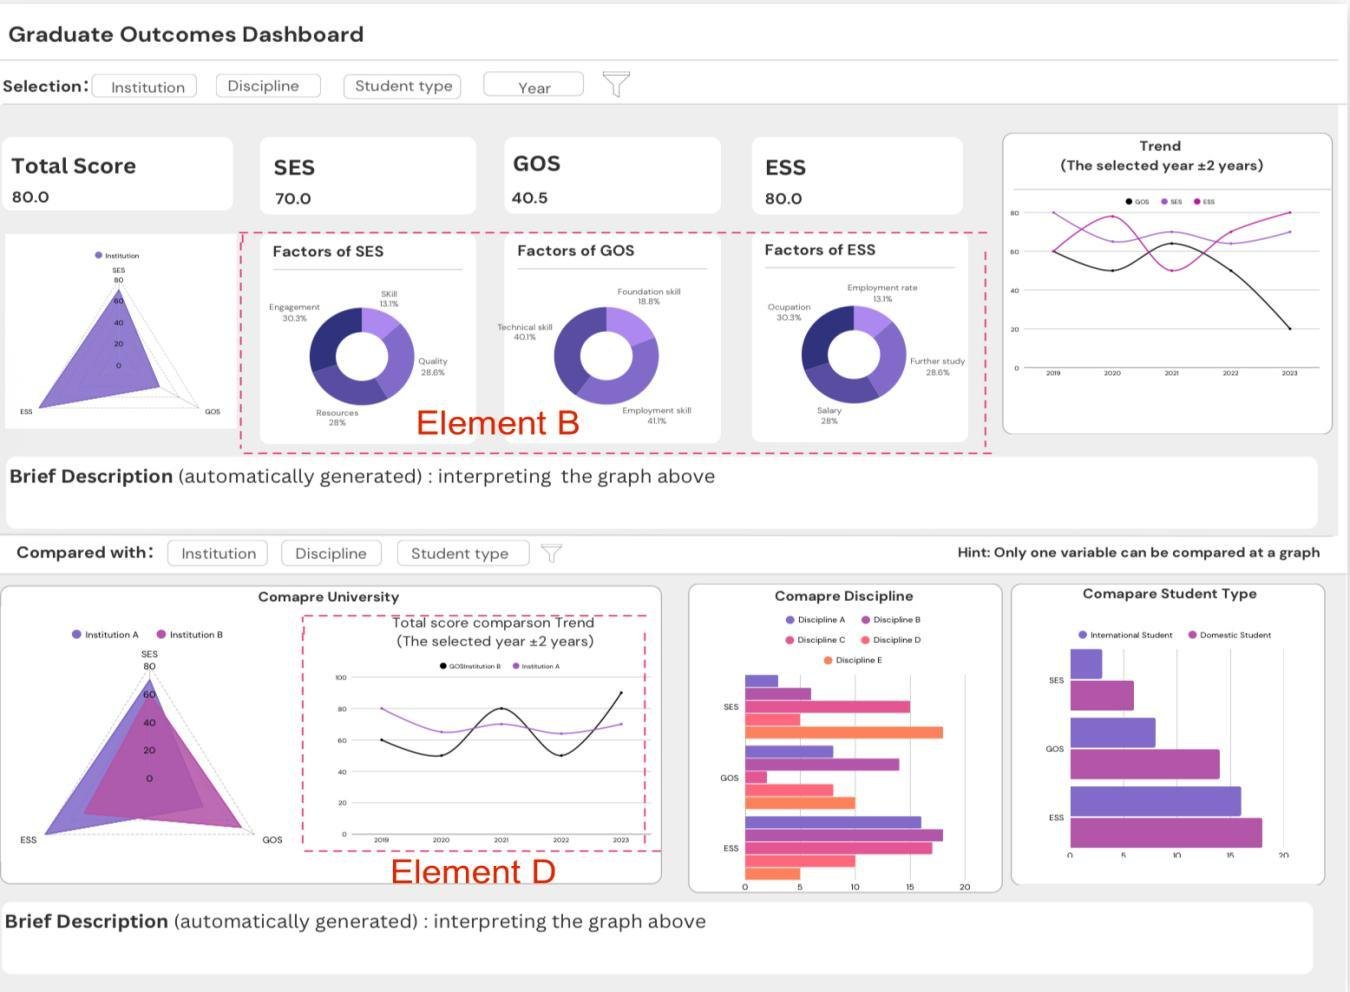 Graduate Outcomes Dashboard
Selection: Institution Discipline Student type Year
Total Score
80.0
SES
70.0
GOS
40.5
ESS
80.0
Trend
(The selected year ±2 years)
GOS SES ESS
80
60
40
20
0
2019 2020 2021 2022 2023
Institution
SES
80
60
40
20
0
ESS GOS
Factors of SES
SKill
13.1%
Engagement
30.3%
Quality
28.6%
Resources
28%
Factors of GOS
Foundation skill
18.8%
Technical skill
40.1%
Employment skill
41.1%
Factors of ESS
Employment rate
13.1%
Ocupation
30.3%
Further study
28.6%
Salary
28%
Element B
Brief Description (automatically generated) : interpreting the graph above
Compared with: Institution Discipline Student type
Hint: Only one variable can be compared at a graph
Comapre University
Institution A Institution B
SES
80
60
40
20
0
ESS GOS
Total score comparson Trend
(The selected year ±2 years)
GOSInstitution B Institution A
100
80
60
40
20
0
2019 2020 2021 2022 2023
Element D
Comapre Discipline
Discipline A Discipline B
Discipline C Discipline D
Discipline E
SES
GOS
ESS
0 5 10 15 20
Comapare Student Type
International Student Domestic Student
SES
GOS
ESS
0 5 10 15 20
Brief Description (automatically generated) : interpreting the graph above